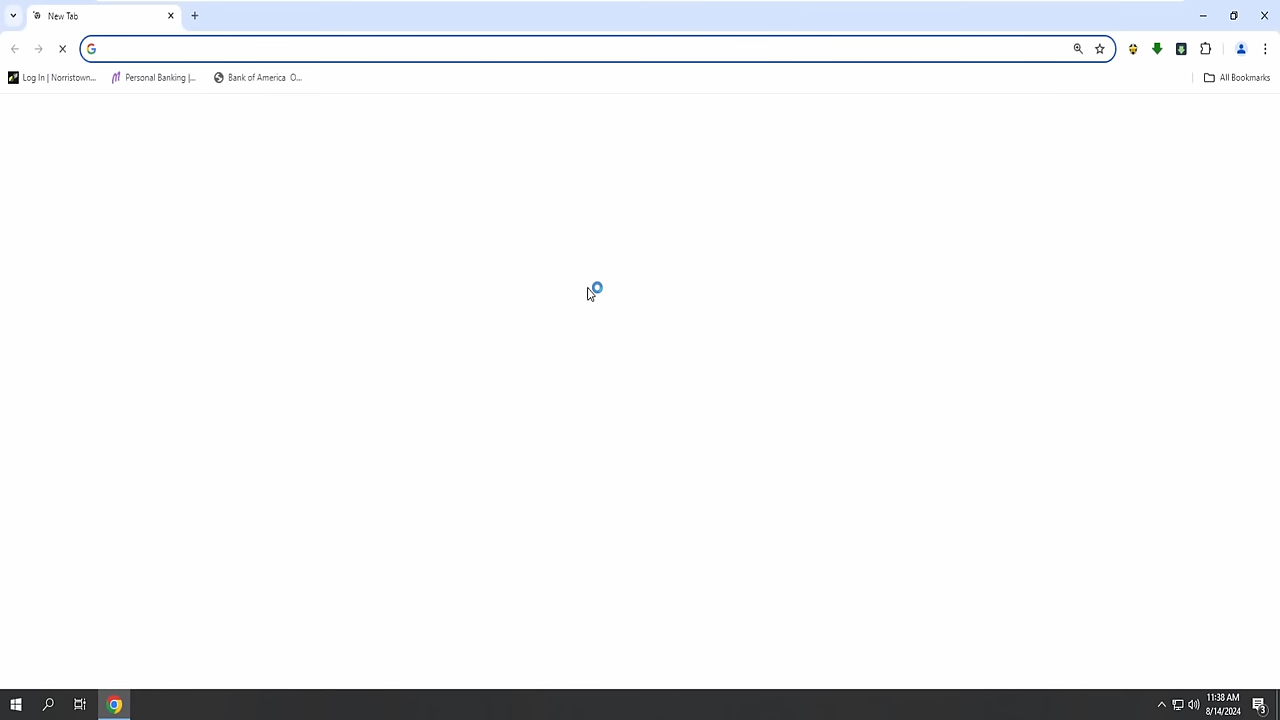 New Tab
Log In | Norristown...
Personal Banking |...
Bank of America O...
All Bookmarks
11:38 AM
8/14/2024